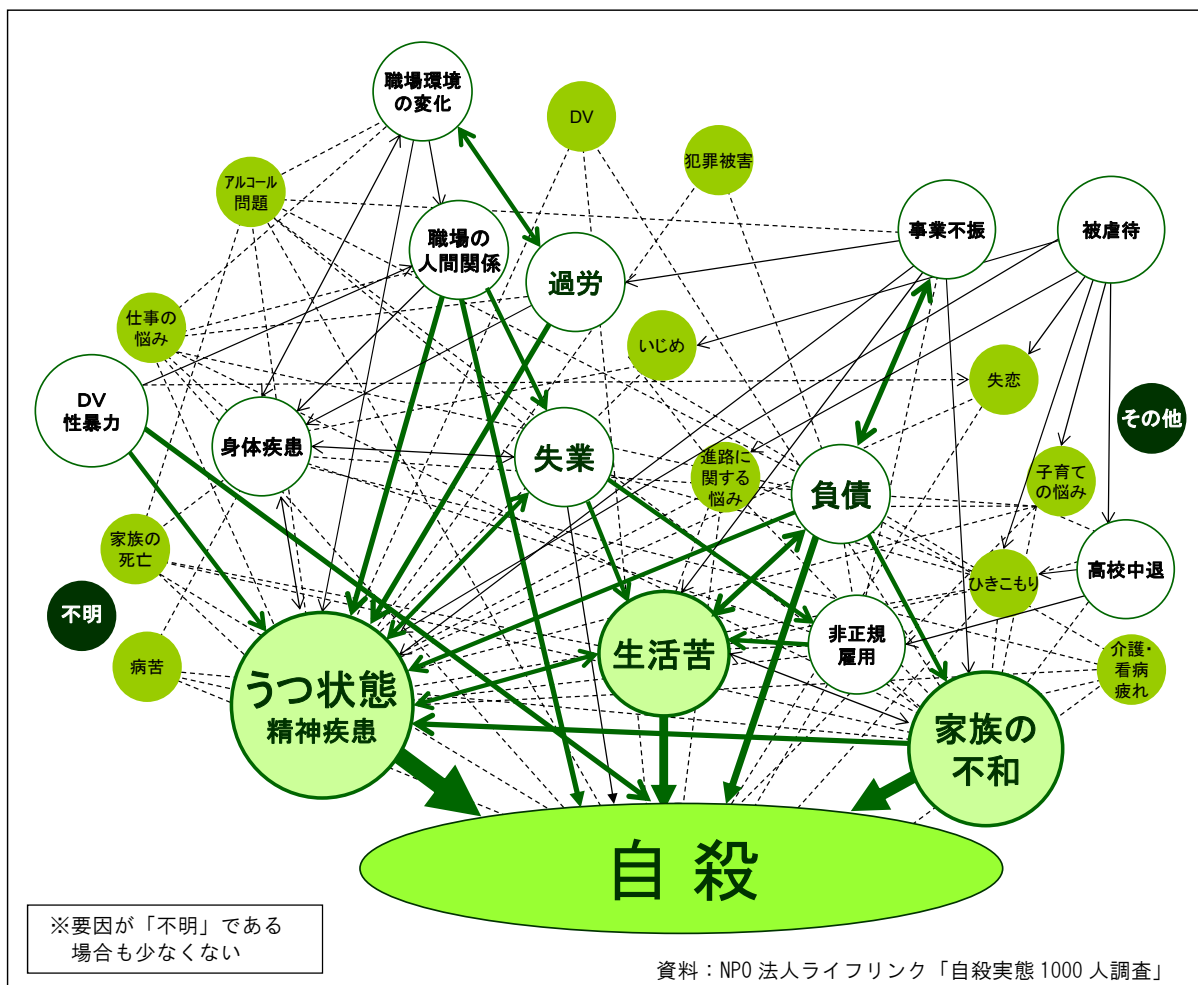 職場環境
の変化
DV
犯罪被害
アルコール
問題
職場の
人間関係
過労
事業不振
被虐待
仕事の
悩み
いじめ
失恋
DV
性暴力
その他
身体疾患
失業
進路に
関する
悩み
負債
子育て
の悩み
家族の
死亡
高校中退
ひきこもり
不明
病苦
うつ状態
精神疾患
生活苦
非正規
雇用
介護・
看病
疲れ
家族の
不和
自殺
※要因が「不明」である
場合も少なくない
資料：NPO 法人ライフリンク「自殺実態 1000 人調査」